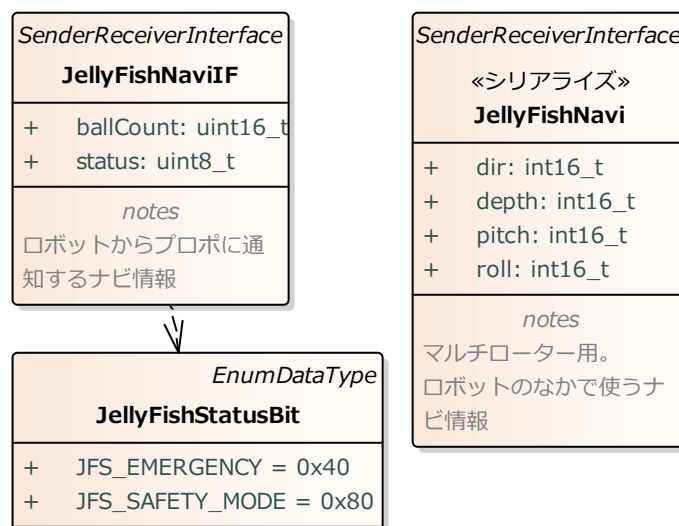 SenderReceiverInterface
JellyFishNaviIF
+ ballCount: uint16_t
+ status: uint8_t
notes
ロボットからプロポに通
知するナビ情報
EnumDataType
JellyFishStatusBit
+ JFS_EMERGENCY = 0x40
+ JFS_SAFETY_MODE = 0x80
SenderReceiverInterface
«シリアライズ»
JellyFishNavi
+ dir: int16_t
+ depth: int16_t
+ pitch: int16_t
+ roll: int16_t
notes
マルチローター用。
ロボットのなかで使うナ
ビ情報